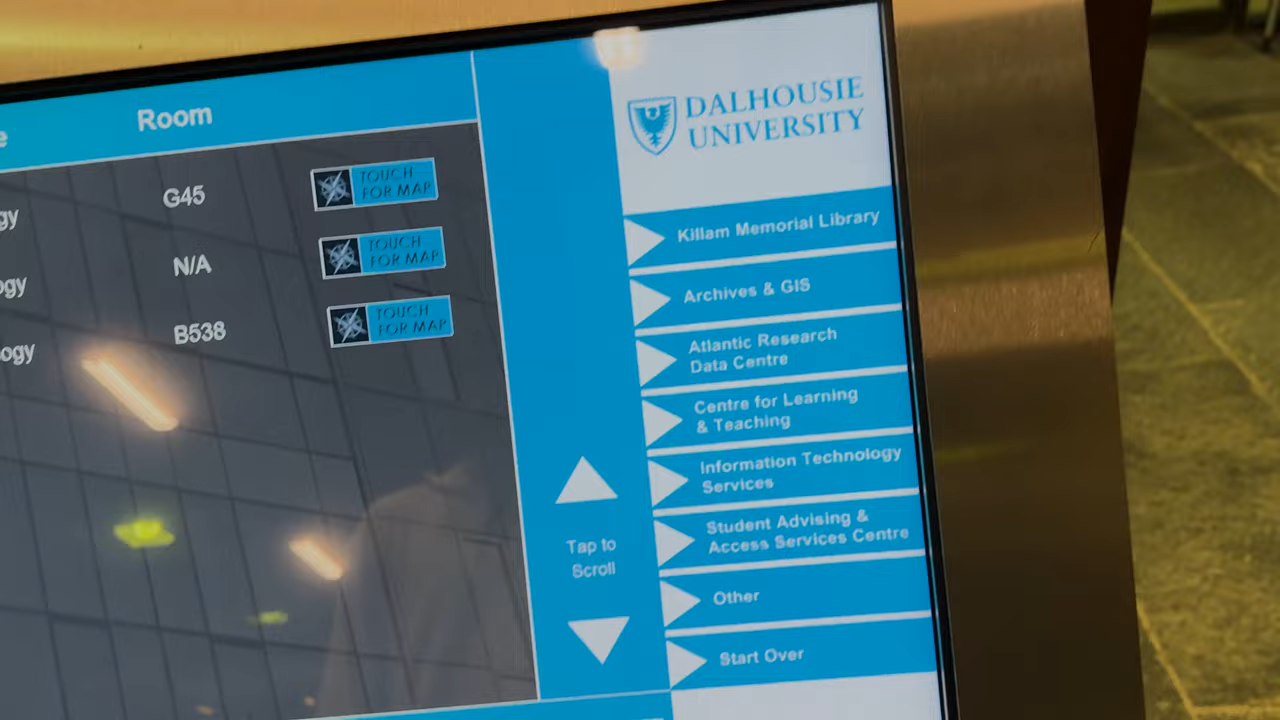 Room
G45
TOUCH
FOR MAP
N/A
TOUCH
FOR MAP
B538
TOUCH
FOR MAP
Tap to
Scroll
DALHOUSIE
UNIVERSITY
Killam Memorial Library
Archives & GIS
Atlantic Research
Data Centre
Centre for Learning
& Teaching
Information Technology
Services
Student Advising &
Access Services Centre
Other
Start Over